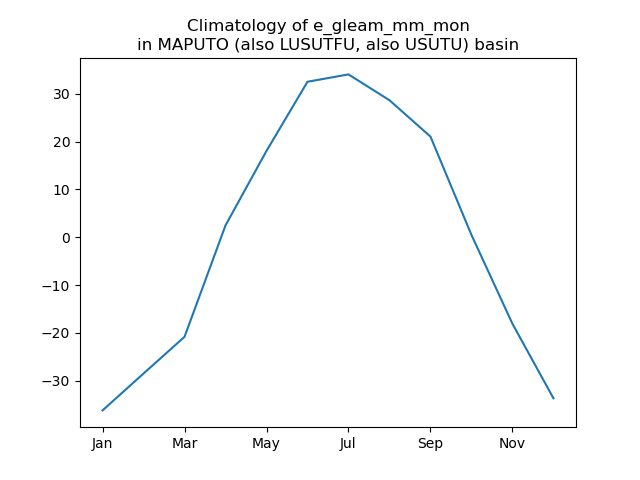 Climatology of e_gleam_mm_mon
in MAPUTO (also LUSUTFU, also USUTU) basin
30
20
10
0
−10
−20
−30
Jan Mar May Jul Sep Nov